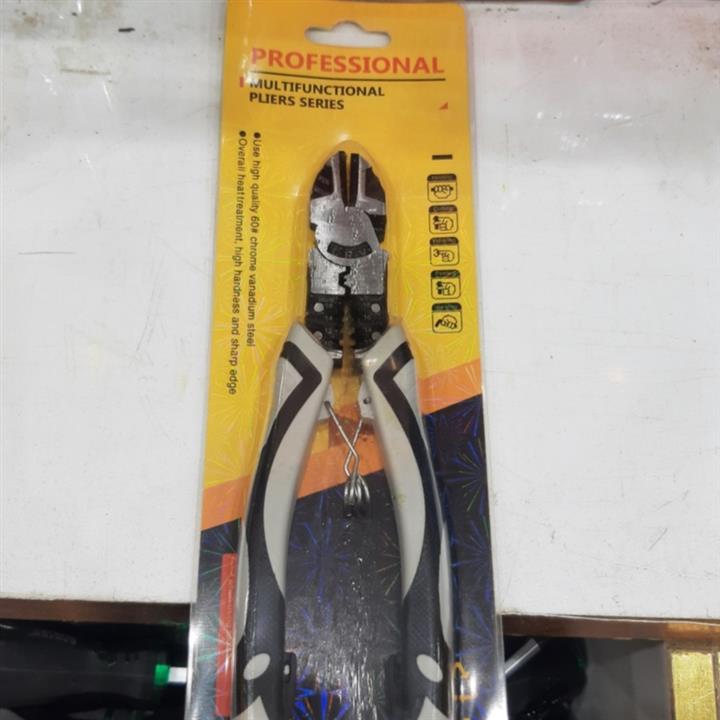 PROFESSIONAL
MULTIFUNCTIONAL
PLIERS SERIES
●Use high quality 60# chrome vanadium steel
●Overall heat treatment, high hardness and sharp edge